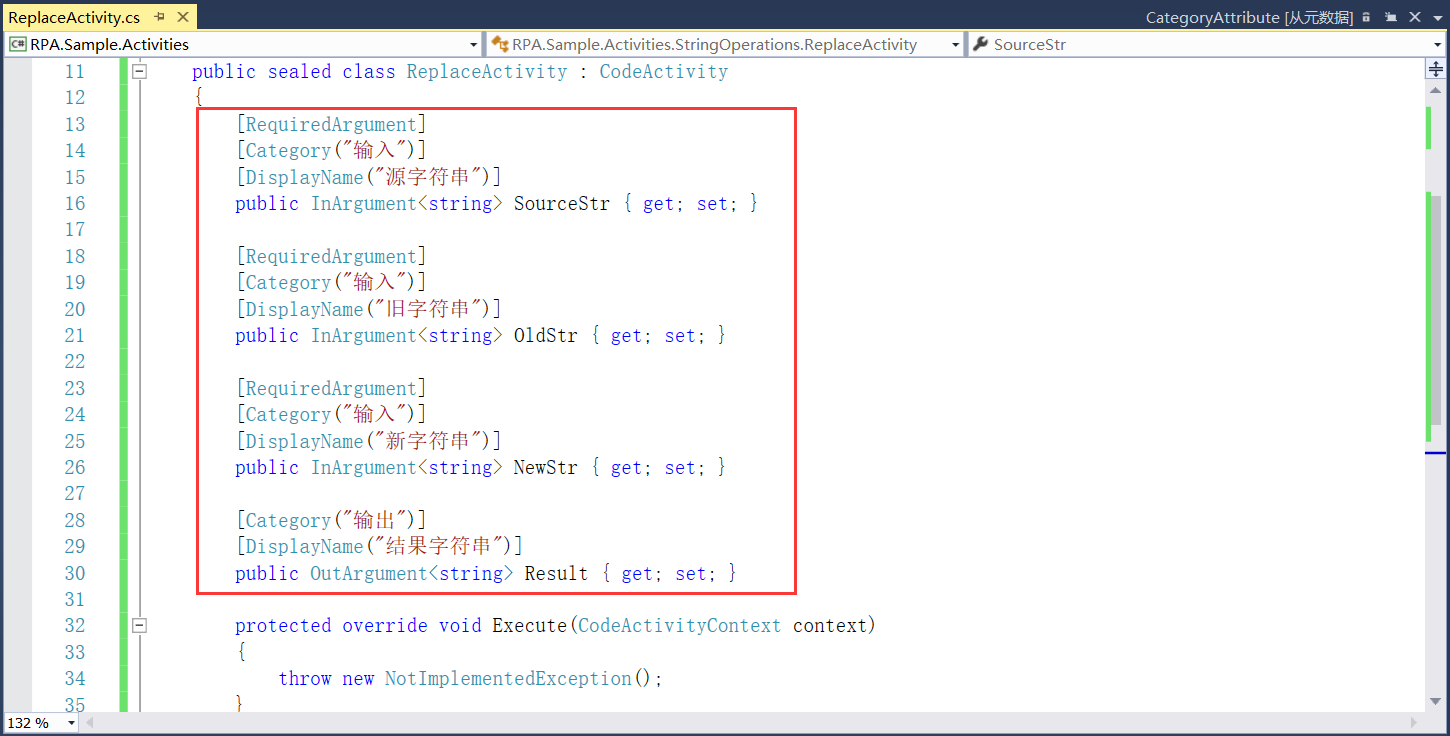 ReplaceActivity.cs
CategoryAttribute [从元数据]
C# RPA.Sample.Activities
RPA.Sample.Activities.StringOperations.ReplaceActivity
SourceStr
11 public sealed class ReplaceActivity : CodeActivity
12 {
13 [RequiredArgument]
14 [Category("输入")]
15 [DisplayName("源字符串")]
16 public InArgument<string> SourceStr { get; set; }
17
18 [RequiredArgument]
19 [Category("输入")]
20 [DisplayName("旧字符串")]
21 public InArgument<string> OldStr { get; set; }
22
23 [RequiredArgument]
24 [Category("输入")]
25 [DisplayName("新字符串")]
26 public InArgument<string> NewStr { get; set; }
27
28 [Category("输出")]
29 [DisplayName("结果字符串")]
30 public OutArgument<string> Result { get; set; }
31
32 protected override void Execute(CodeActivityContext context)
33 {
34 throw new NotImplementedException();
35 }
132 %